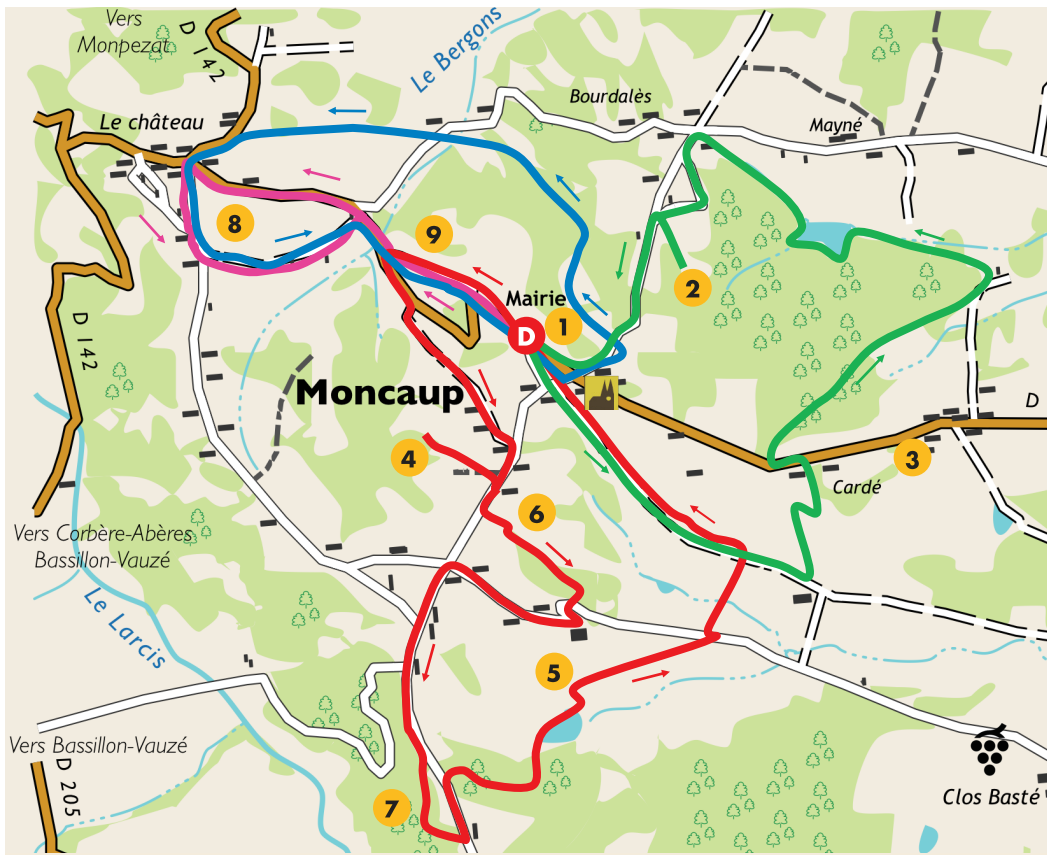 Vers
Monpezat
D 142
Le Bergons
Bourdalès
Mayné
Le château
8
9
2
Mairie
D
1
D 142
Moncaup
D
4
3
Cardé
6
Vers Corbère-Abères
Bassillon-Vauzé
Le Larcis
5
Vers Bassillon-Vauzé
D 205
7
Clos Basté